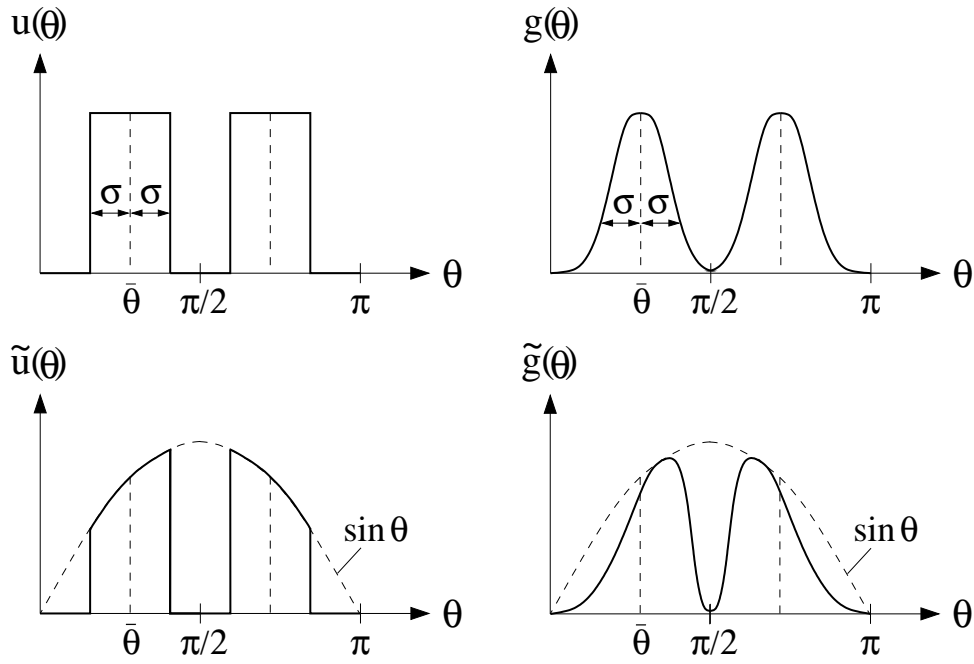 u(θ)
g(θ)
σ σ
σ σ
θ
θ
θ̄ π/2 π
θ̄ π/2 π
ũ(θ)
g̃(θ)
sin θ
sin θ
θ
θ
θ̄ π/2 π
θ̄ π/2 π